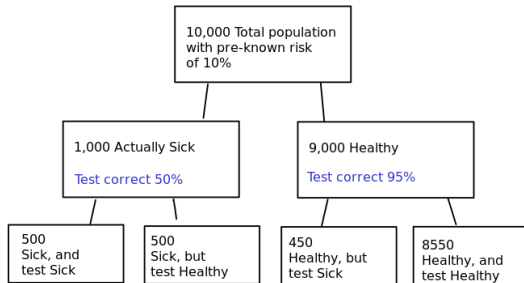 10,000 Total population
with pre-known risk
of 10%
1,000 Actually Sick
Test correct 50%
9,000 Healthy
Test correct 95%
500
Sick, and
test Sick
500
Sick, but
test Healthy
450
Healthy, but
test Sick
8550
Healthy, and
test Healthy